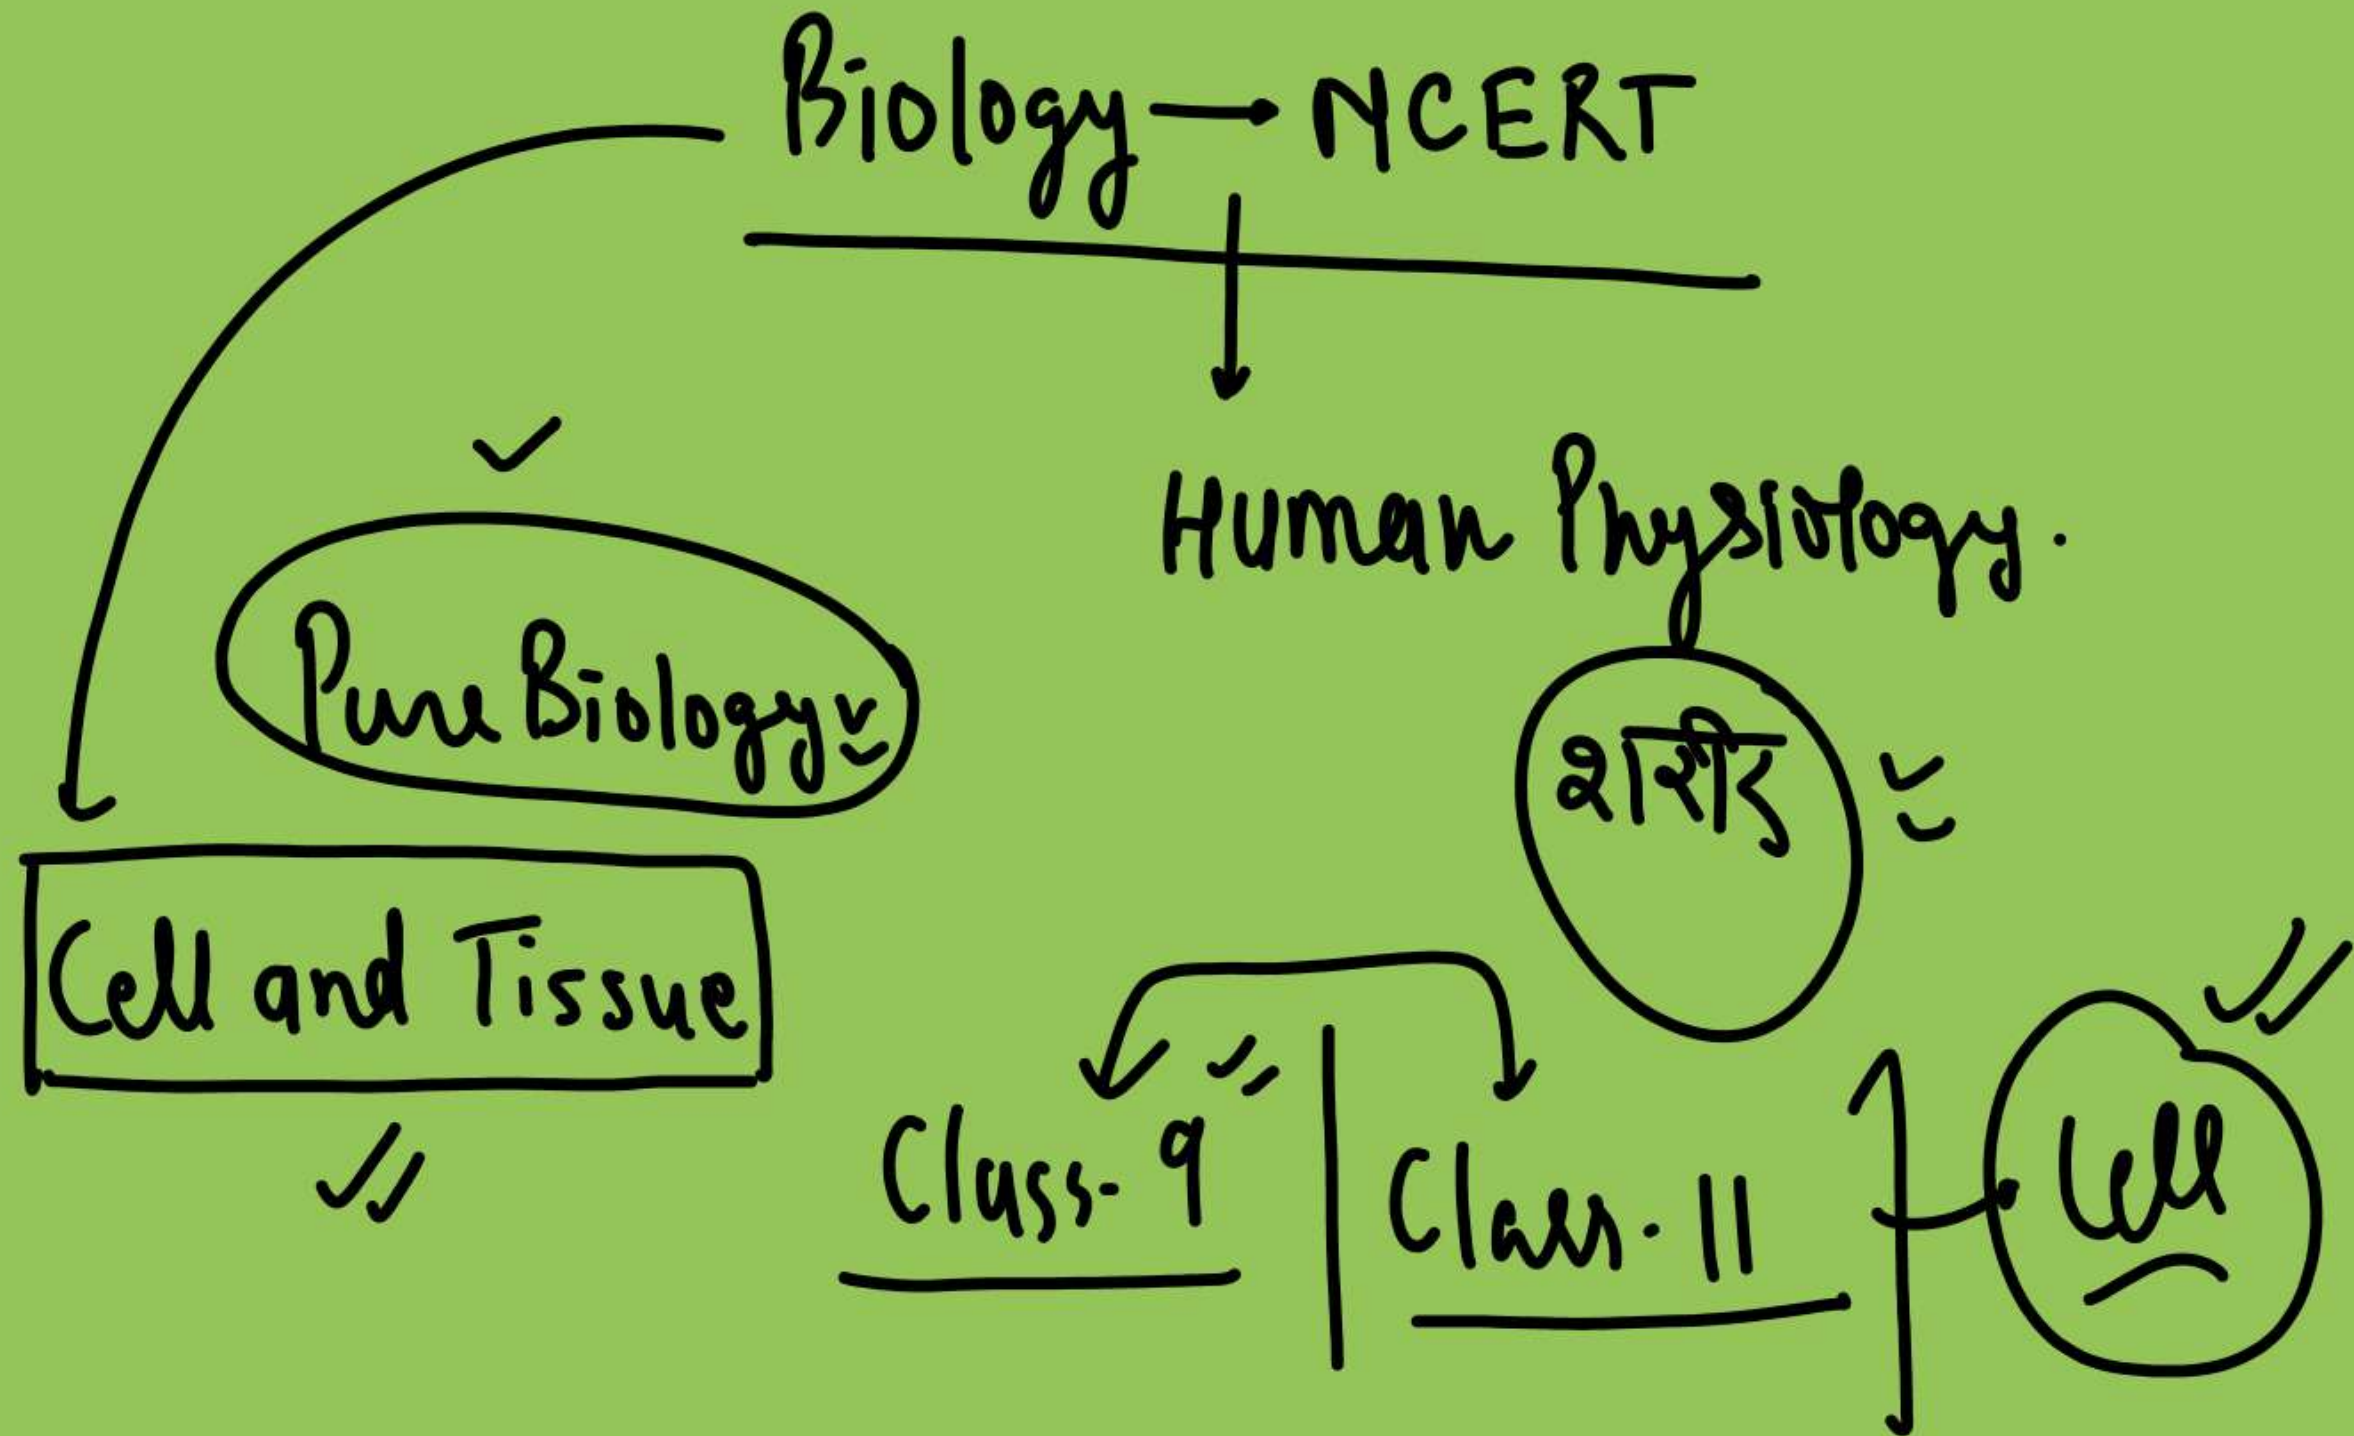 Biology → NCERT
Human Physiology.
Pure Biology
शरीर
Cell and Tissue
Class-9
Class-11
Cell